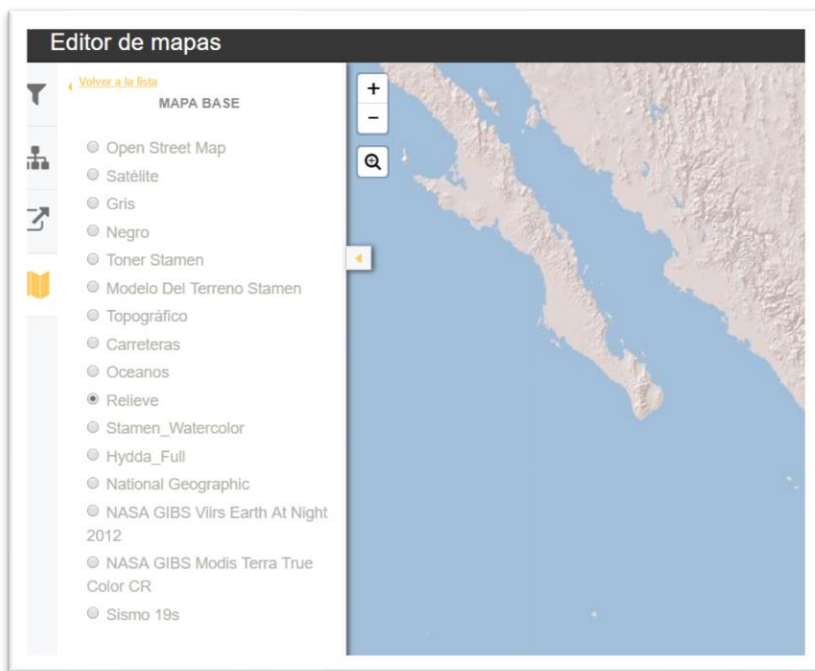 Editor de mapas
Volver a la lista
MAPA BASE
Open Street Map
Satélite
Gris
Negro
Toner Stamen
Modelo Del Terreno Stamen
Topográfico
Carreteras
Oceanos
Relieve
Stamen_Watercolor
Hydda_Full
National Geographic
NASA GIBS Viirs Earth At Night
2012
NASA GIBS Modis Terra True
Color CR
Sismo 19s
+
−